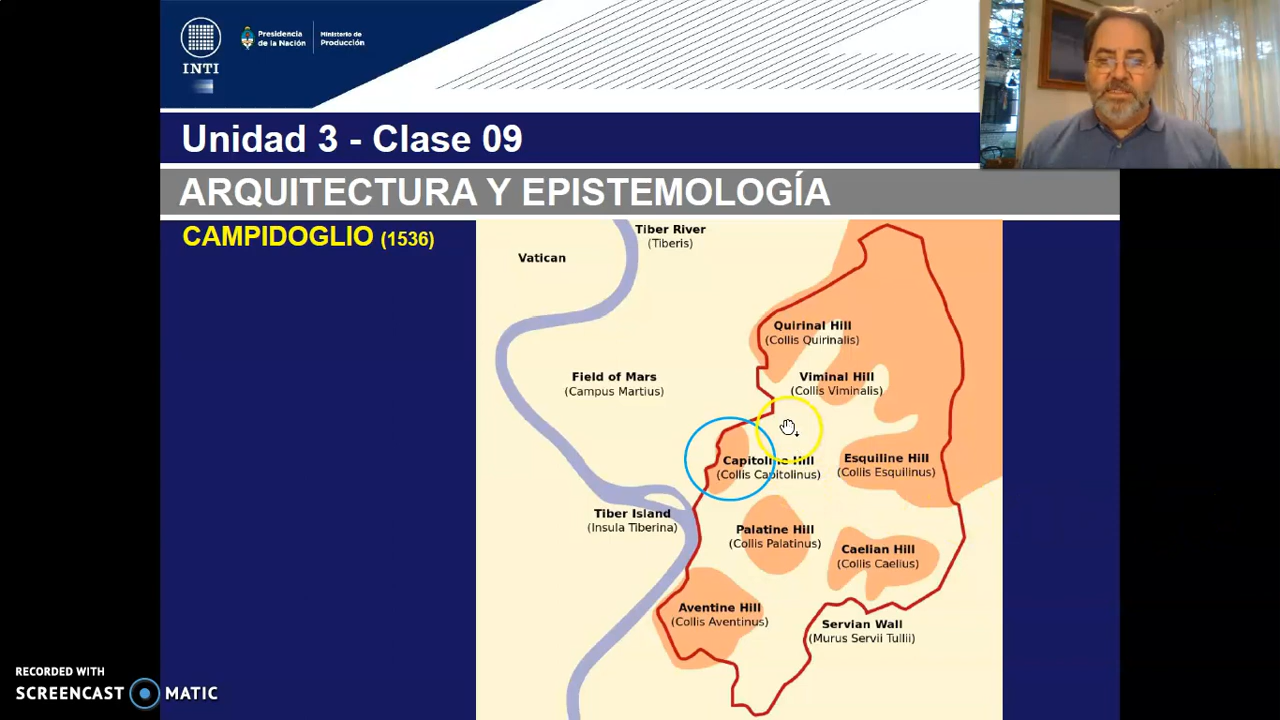 INTI
Presidencia
de la Nación
Ministerio de
Producción
Unidad 3 - Clase 09
ARQUITECTURA Y EPISTEMOLOGÍA
CAMPIDOGLIO (1536)
Tiber River
(Tiberis)
Vatican
Quirinal Hill
(Collis Quirinalis)
Field of Mars
(Campus Martius)
Viminal Hill
(Collis Viminalis)
Capitoline Hill
(Collis Capitolinus)
Esquiline Hill
(Collis Esquilinus)
Tiber Island
(Insula Tiberina)
Palatine Hill
(Collis Palatinus)
Caelian Hill
(Collis Caelius)
Aventine Hill
(Collis Aventinus)
Servian Wall
(Murus Servii Tullii)
RECORDED WITH
SCREENCAST MATIC